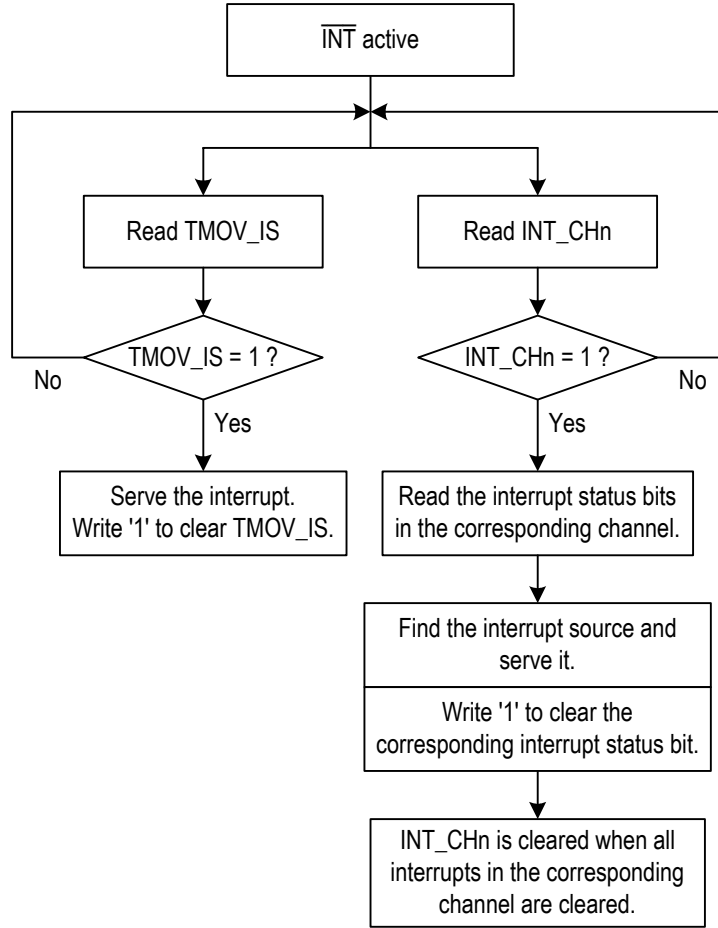 INT active
Read TMOV_IS
Read INT_CHn
TMOV_IS = 1 ?
INT_CHn = 1 ?
No
No
Yes
Yes
Serve the interrupt.
Write '1' to clear TMOV_IS.
Read the interrupt status bits
in the corresponding channel.
Find the interrupt source and
serve it.
Write '1' to clear the
corresponding interrupt status bit.
INT_CHn is cleared when all
interrupts in the corresponding
channel are cleared.